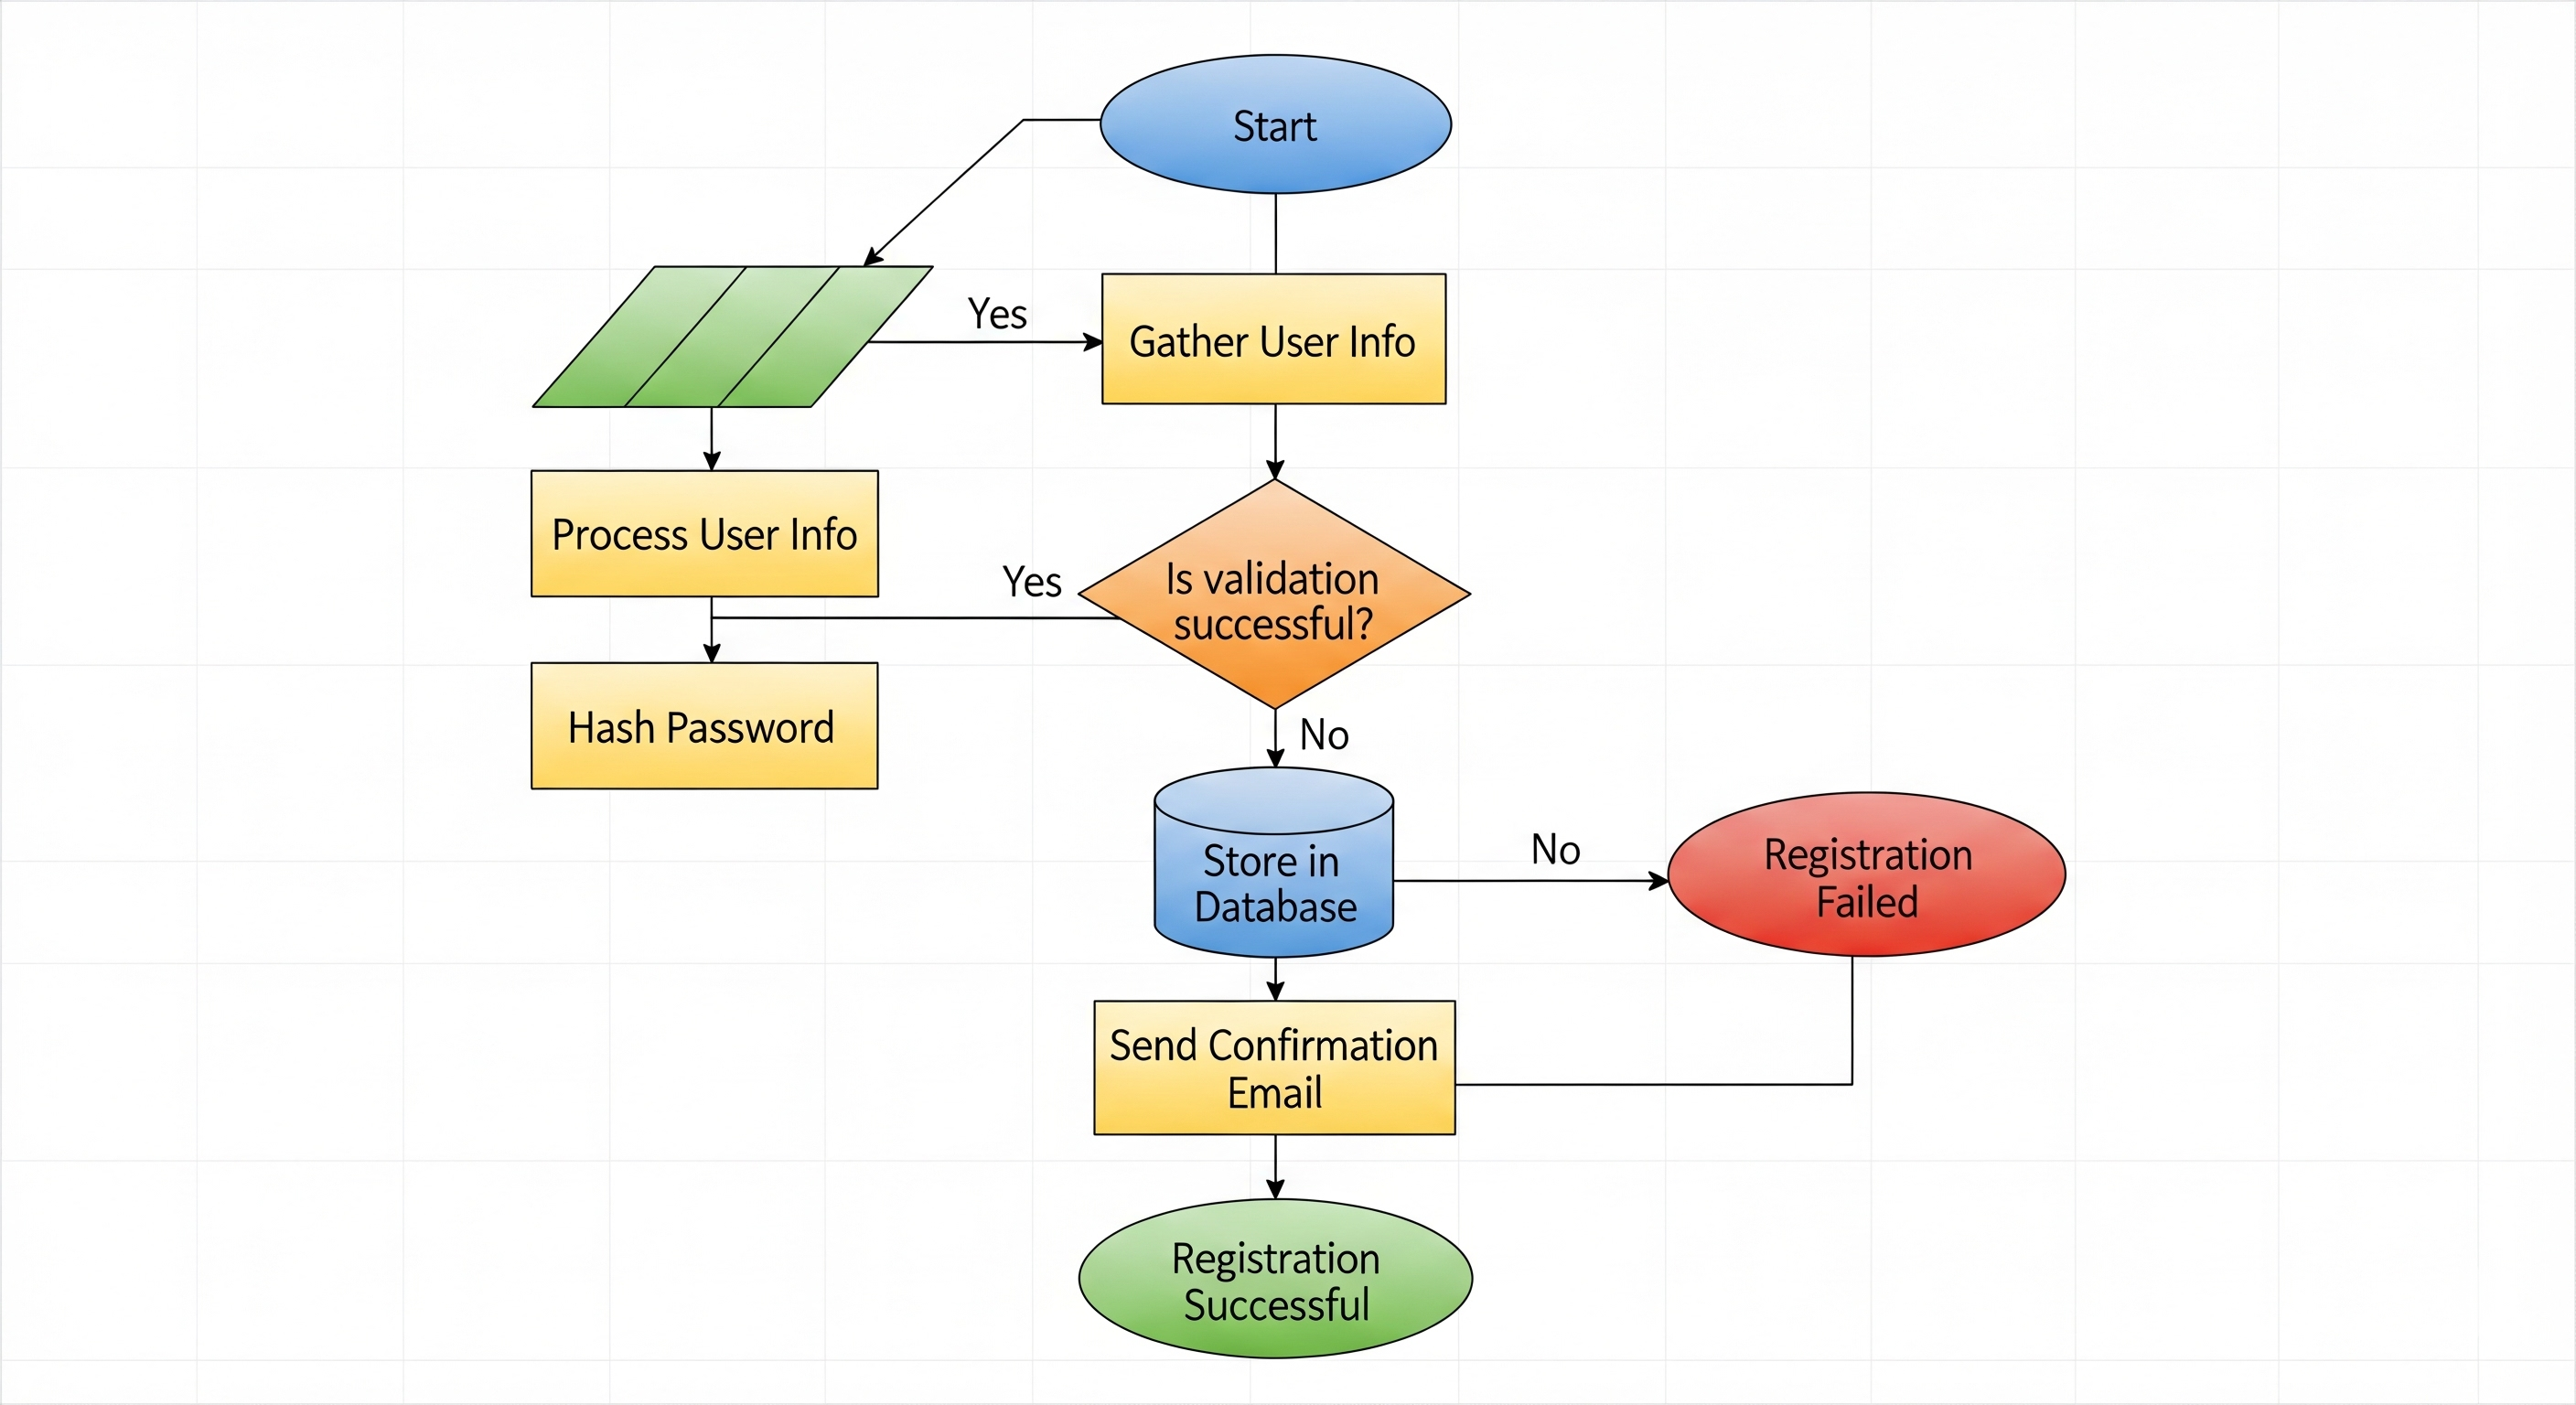 Start
Yes
Gather User Info
Process User Info
Yes
Is validation
successful?
Hash Password
No
Store in
Database
No
Registration
Failed
Send Confirmation
Email
Registration
Successful